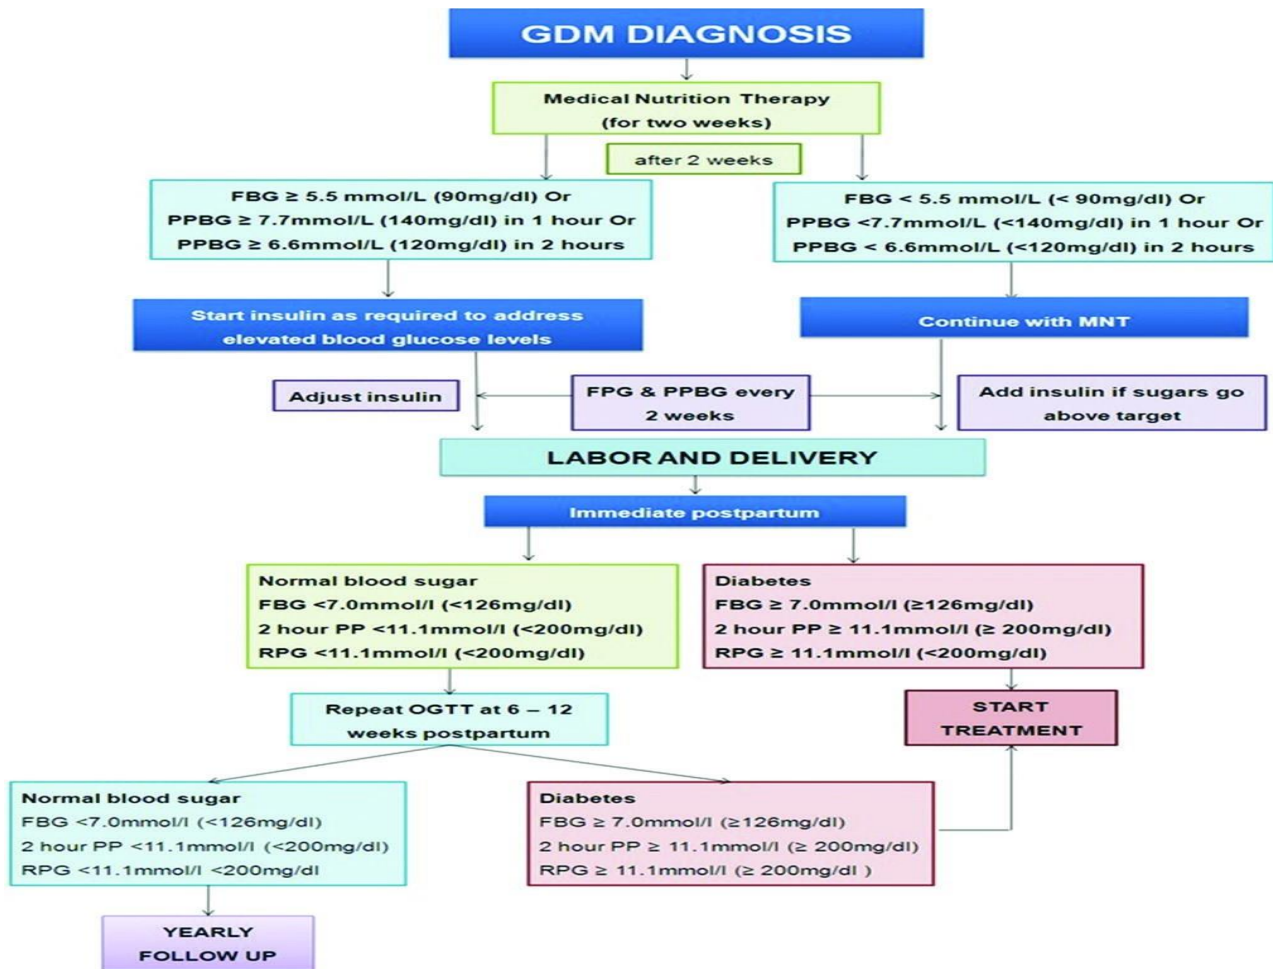 GDM DIAGNOSIS
Medical Nutrition Therapy
(for two weeks)
after 2 weeks
FBG ≥ 5.5 mmol/L (90mg/dl) Or
PPBG ≥ 7.7mmol/L (140mg/dl) in 1 hour Or
PPBG ≥ 6.6mmol/L (120mg/dl) in 2 hours
FBG < 5.5 mmol/L (< 90mg/dl) Or
PPBG <7.7mmol/L (<140mg/dl) in 1 hour Or
PPBG < 6.6mmol/L (<120mg/dl) in 2 hours
Start insulin as required to address
elevated blood glucose levels
Continue with MNT
Adjust insulin
FPG & PPBG every
2 weeks
Add insulin if sugars go
above target
LABOR AND DELIVERY
Immediate postpartum
Normal blood sugar
FBG <7.0mmol/l (<126mg/dl)
2 hour PP <11.1mmol/l (<200mg/dl)
RPG <11.1mmol/l (<200mg/dl)
Diabetes
FBG ≥ 7.0mmol/l (≥126mg/dl)
2 hour PP ≥ 11.1mmol/l (≥ 200mg/dl)
RPG ≥ 11.1mmol/l (<200mg/dl)
Repeat OGTT at 6 – 12
weeks postpartum
START
TREATMENT
Normal blood sugar
FBG <7.0mmol/l (<126mg/dl)
2 hour PP <11.1mmol/l (<200mg/dl)
RPG <11.1mmol/l <200mg/dl
Diabetes
FBG ≥ 7.0mmol/l (≥126mg/dl)
2 hour PP ≥ 11.1mmol/l (≥ 200mg/dl)
RPG ≥ 11.1mmol/l (≥ 200mg/dl )
YEARLY
FOLLOW UP